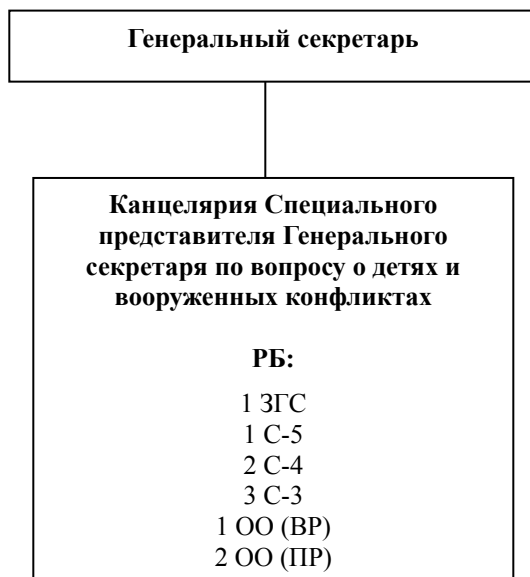 Генеральный секретарь
Канцелярия Специального
представителя Генерального
секретаря по вопросу о детях и
вооруженных конфликтах
РБ:
1 ЗГС
1 С-5
2 С-4
3 С-3
1 ОО (ВР)
2 ОО (ПР)